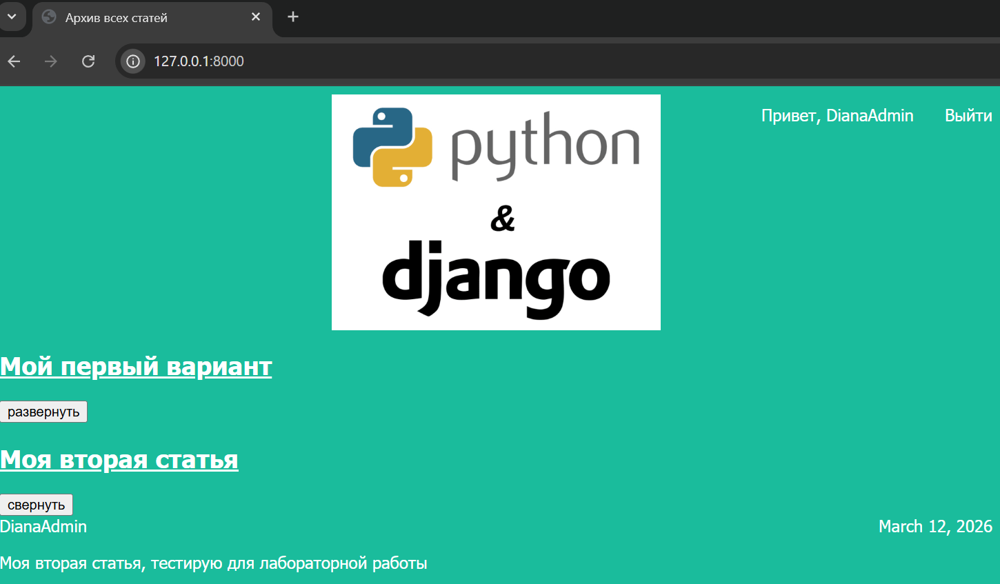 Архив всех статей
127.0.0.1:8000
Привет, DianaAdmin Выйти
python
&
django
Мой первый вариант
развернуть
Моя вторая статья
свернуть
DianaAdmin March 12, 2026
Моя вторая статья, тестирую для лабораторной работы